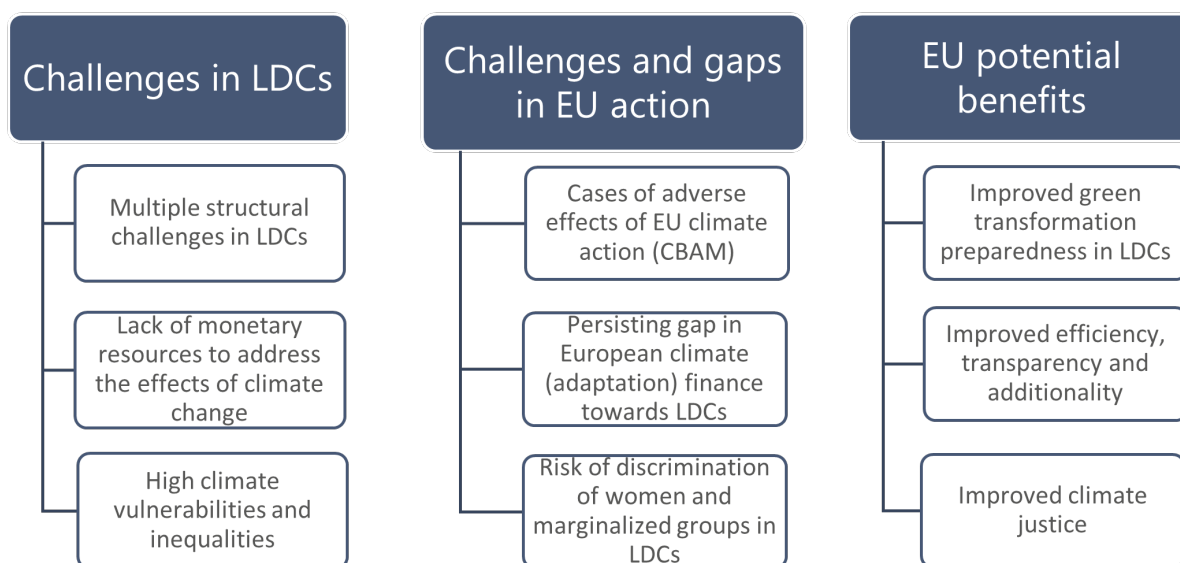 Challenges in LDCs
Multiple structural
challenges in LDCs
Lack of monetary
resources to address
the effects of climate
change
High climate
vulnerabilities and
inequalities
Challenges and gaps
in EU action
Cases of adverse
effects of EU climate
action (CBAM)
Persisting gap in
European climate
(adaptation) finance
towards LDCs
Risk of discrimination
of women and
marginalized groups in
LDCs
EU potential
benefits
Improved green
transformation
preparedness in LDCs
Improved efficiency,
transparency and
additionality
Improved climate
justice